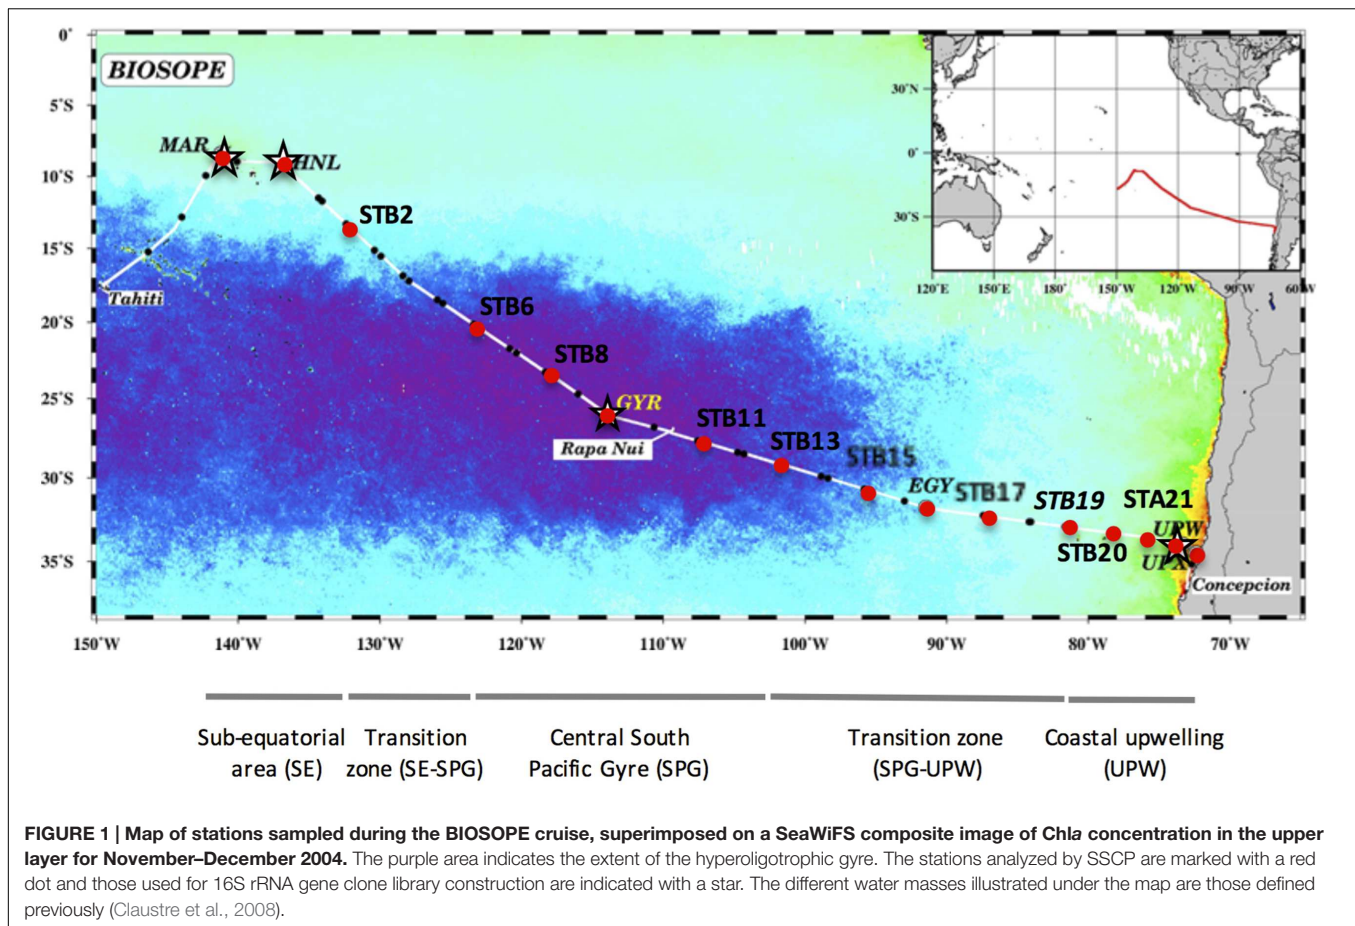 BIOSOPE
0°
5°S
10°S
15°S
20°S
25°S
30°S
35°S
MAR
HNL
STB2
Tahiti
STB6
STB8
GYR
Rapa Nui
STB11
STB13
STB15
EGY
STB17
STB19
STA21
STB20
UPW
UPX
Concepcion
30°N
0°
30°S
120°E 150°E 180° 150°W 120°W 90°W 60°W
150°W 140°W 130°W 120°W 110°W 100°W 90°W 80°W 70°W
Sub-equatorial
area (SE)
Transition
zone (SE-SPG)
Central South
Pacific Gyre (SPG)
Transition zone
(SPG-UPW)
Coastal upwelling
(UPW)
FIGURE 1 | Map of stations sampled during the BIOSOPE cruise, superimposed on a SeaWiFS composite image of Chla concentration in the upper
layer for November–December 2004. The purple area indicates the extent of the hyperoligotrophic gyre. The stations analyzed by SSCP are marked with a red
dot and those used for 16S rRNA gene clone library construction are indicated with a star. The different water masses illustrated under the map are those defined
previously (Claustre et al., 2008).